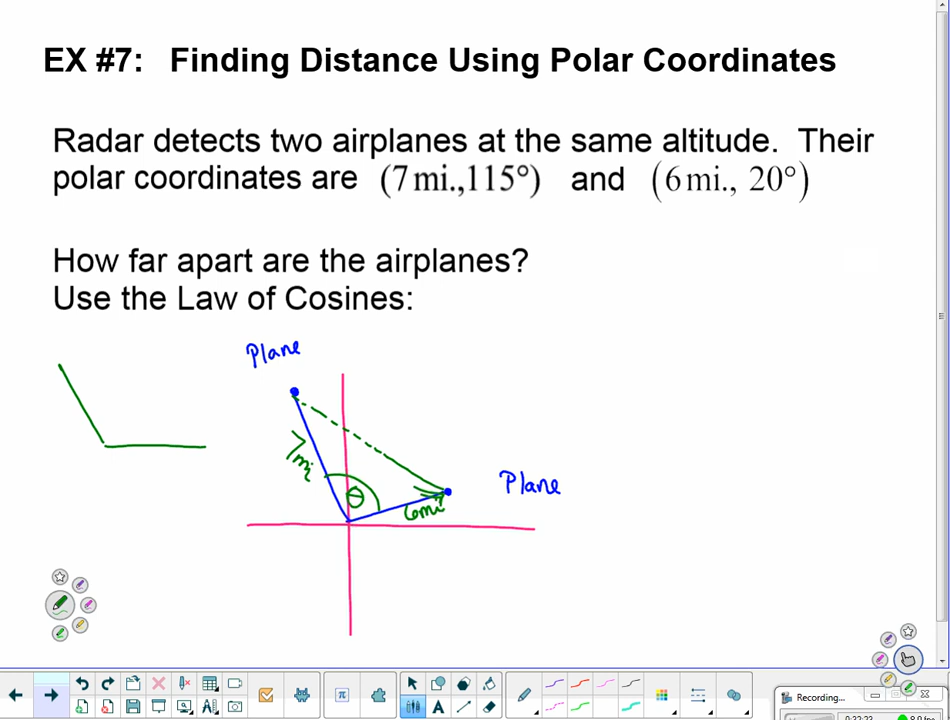 EX #7: Finding Distance Using Polar Coordinates
Radar detects two airplanes at the same altitude. Their
polar coordinates are (7 mi.,115°) and (6 mi., 20°)
How far apart are the airplanes?
Use the Law of Cosines:
Plane
7mi
θ
6mi
Plane
π
A
Recording...